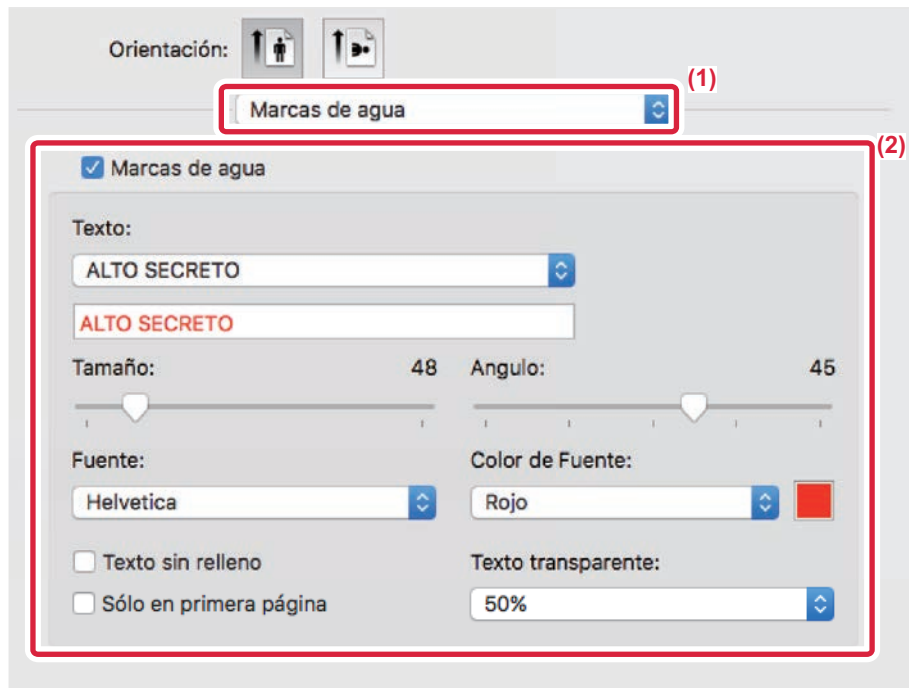 Orientación:
(1)
Marcas de agua
(2)
Marcas de agua
Texto:
ALTO SECRETO
ALTO SECRETO
Tamaño: 48 Angulo: 45
Fuente: Color de Fuente:
Helvetica Rojo
Texto sin relleno Texto transparente:
Sólo en primera página 50%